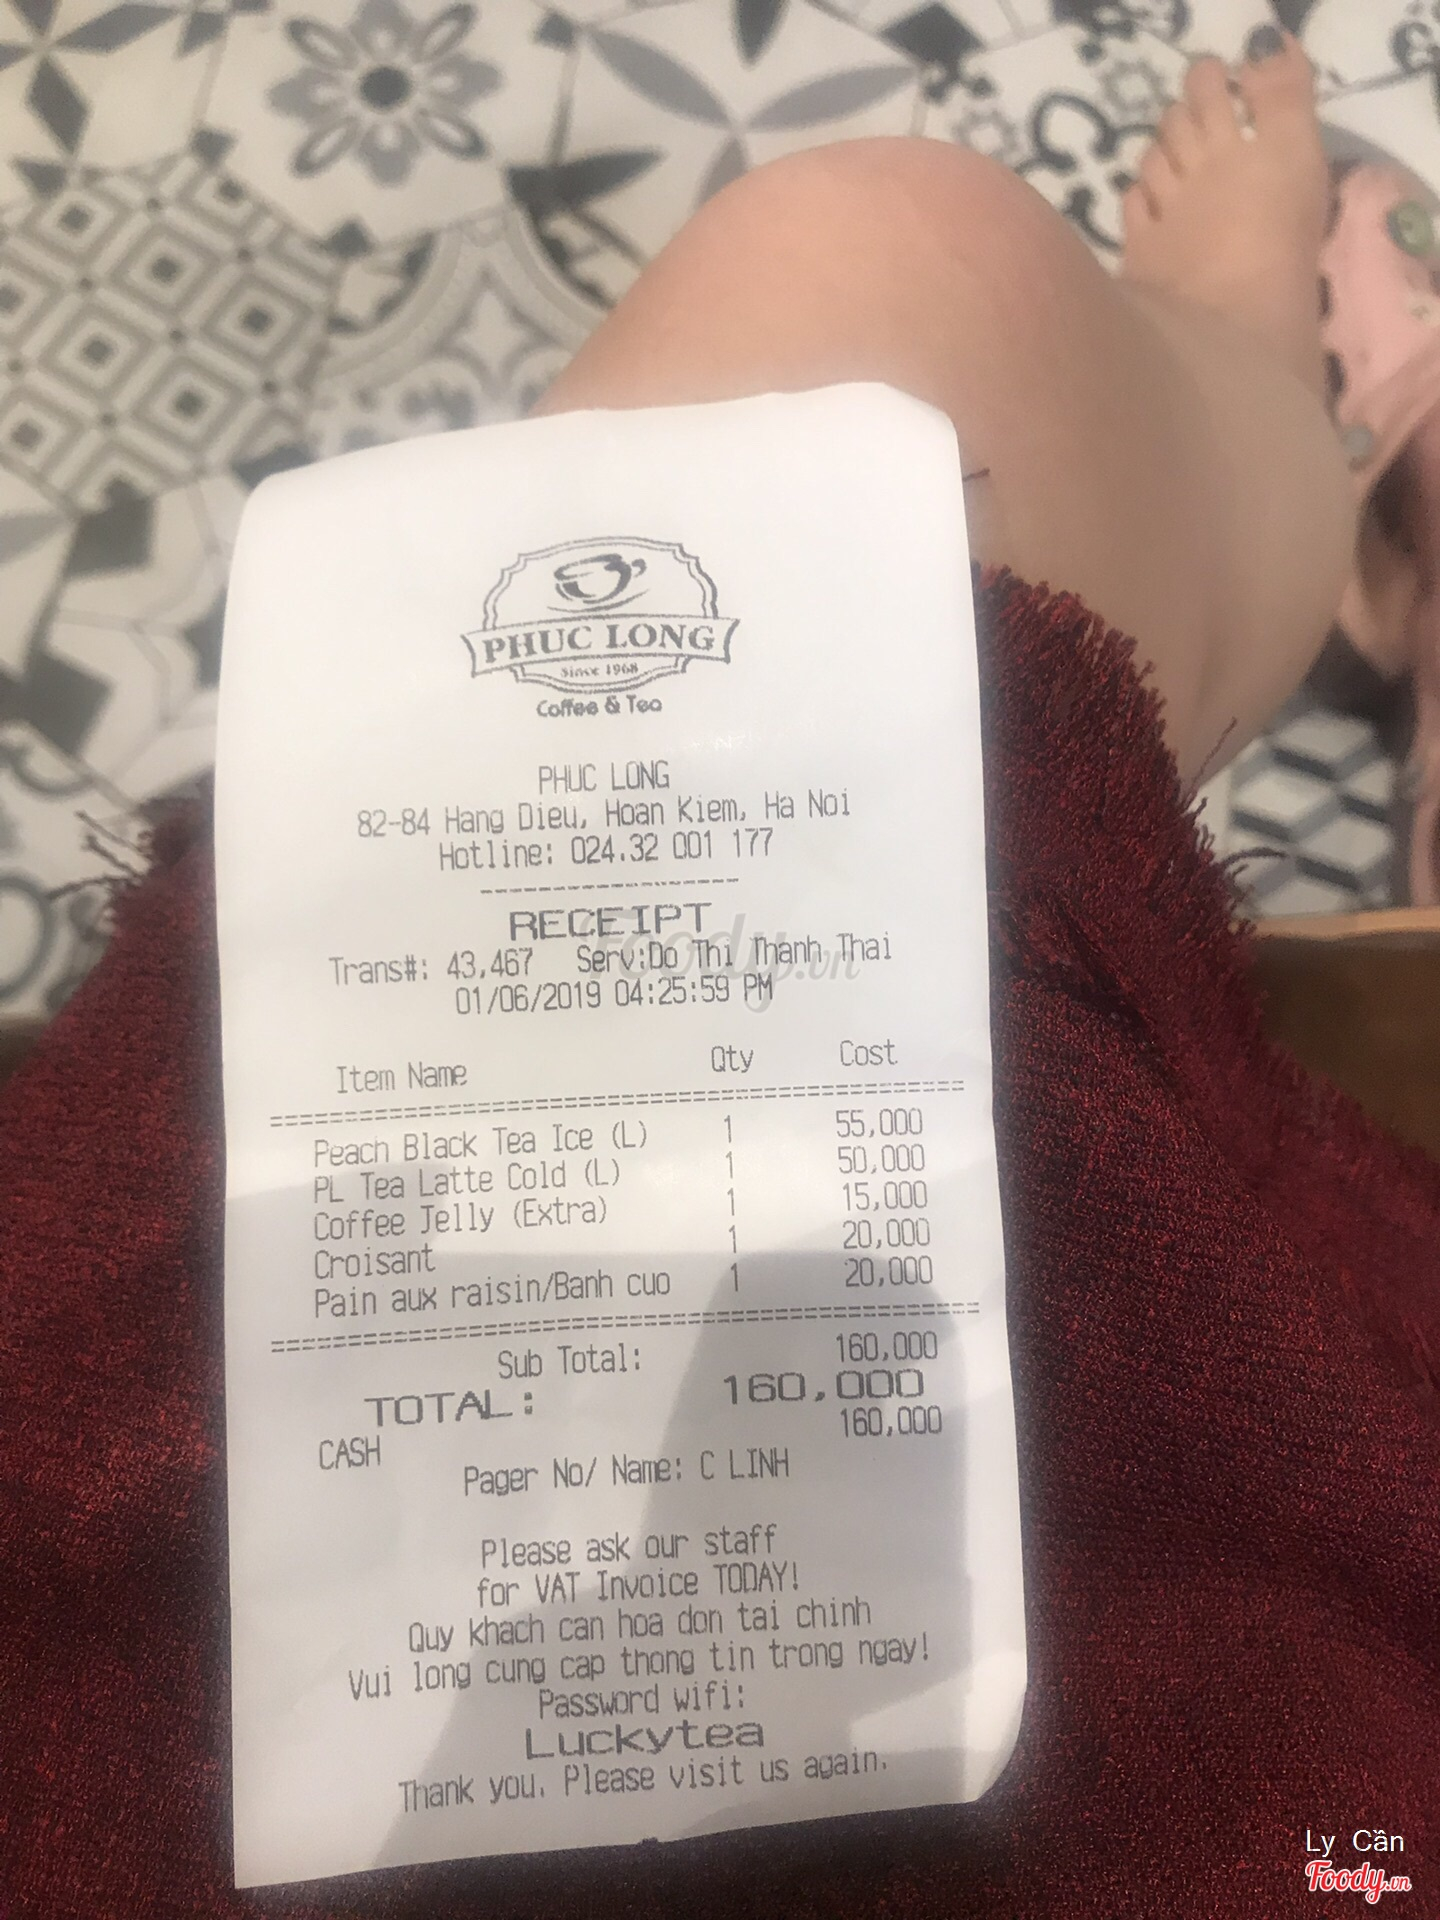 PHUC LONG
Since 1968
Coffee & Tea
PHUC LONG
82-84 Hang Dieu, Hoan Kiem, Ha Noi
Hotline: 024.32 001 177
RECEIPT
Trans#: 43,467 Serv:Do Thi Thanh Thai
01/06/2019 04:25:59 PM
Item Name Qty Cost
Peach Black Tea Ice (L) 1 55,000
PL Tea Latte Cold (L) 1 50,000
Coffee Jelly (Extra) 1 15,000
Croisant 1 20,000
Pain aux raisin/Banh cuo 1 20,000
Sub Total: 160,000
TOTAL: 160,000
CASH 160,000
Pager No/ Name: C LINH
Please ask our staff
for VAT Invoice TODAY!
Quy khach can hoa don tai chinh
Vui long cung cap thong tin trong ngay!
Password wifi:
Luckytea
Thank you. Please visit us again.
Foody.vn
Ly Cần
Foody.vn